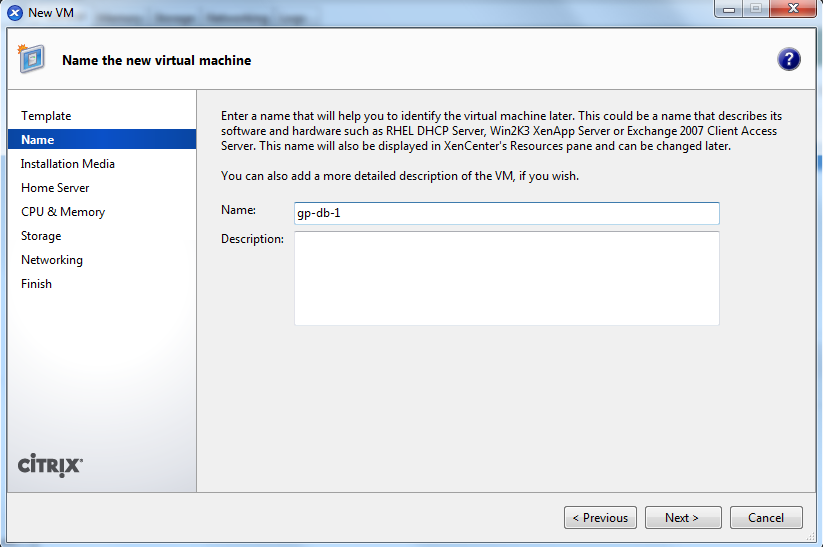 New VM
Name the new virtual machine
?
Template
Name
Installation Media
Home Server
CPU & Memory
Storage
Networking
Finish
Enter a name that will help you to identify the virtual machine later. This could be a name that describes its
software and hardware such as RHEL DHCP Server, Win2K3 XenApp Server or Exchange 2007 Client Access
Server. This name will also be displayed in XenCenter's Resources pane and can be changed later.
You can also add a more detailed description of the VM, if you wish.
Name: gp-db-1
Description:
CITRIX
< Previous Next > Cancel